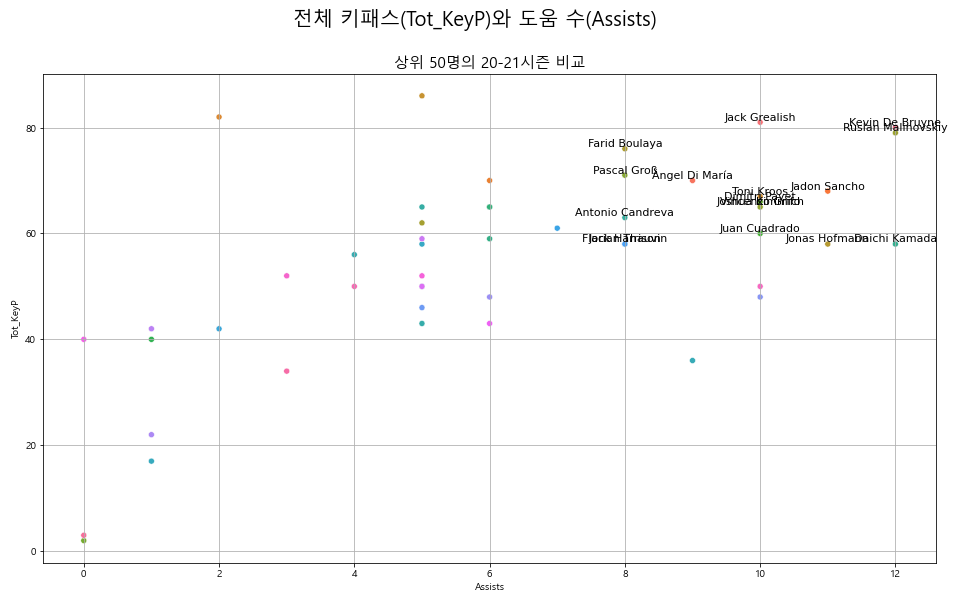 전체 키패스(Tot_KeyP)와 도움 수(Assists)
상위 50명의 20-21시즌 비교
Tot_KeyP
80
60
40
20
0
Jack Grealish
Kevin De Bruyne
Ruslan Malinovskiy
Farid Boulaya
Pascal Groß
Ángel Di María
Toni Kroos
Jadon Sancho
Dimitri Payet
Antonio Candreva
Juan Cuadrado
Jonas Hofmann
Daichi Kamada
0 2 4 6 8 10 12
Assists